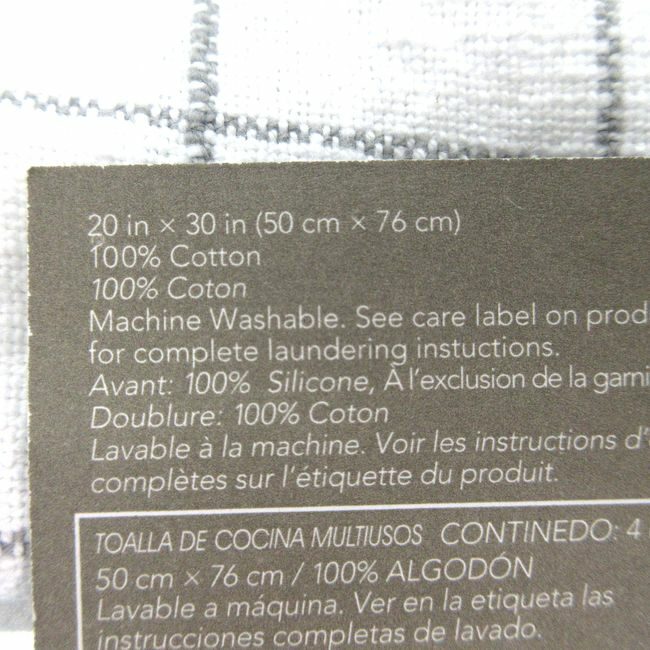 20 in × 30 in (50 cm × 76 cm)
100% Cotton
100% Coton
Machine Washable. See care label on prod
for complete laundering instuctions.
Avant: 100% Silicone, À l'exclusion de la garni
Doublure: 100% Coton
Lavable à la machine. Voir les instructions d'
complètes sur l'étiquette du produit.
TOALLA DE COCINA MULTIUSOS CONTINEDO: 4
50 cm × 76 cm / 100% ALGODÓN
Lavable a máquina. Ver en la etiqueta las
instrucciones completas de lavado.